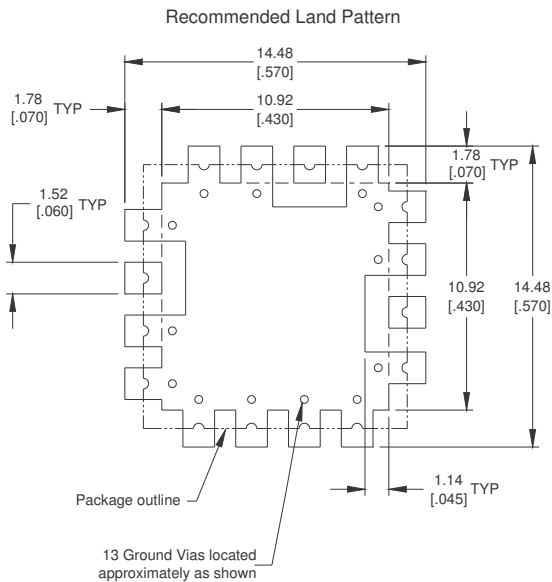 Recommended Land Pattern
14.48
[.570]
1.78
[.070] TYP
10.92
[.430]
1.78
[.070] TYP
1.52
[.060] TYP
10.92
[.430]
14.48
[.570]
1.14
[.045] TYP
Package outline
13 Ground Vias located
approximately as shown